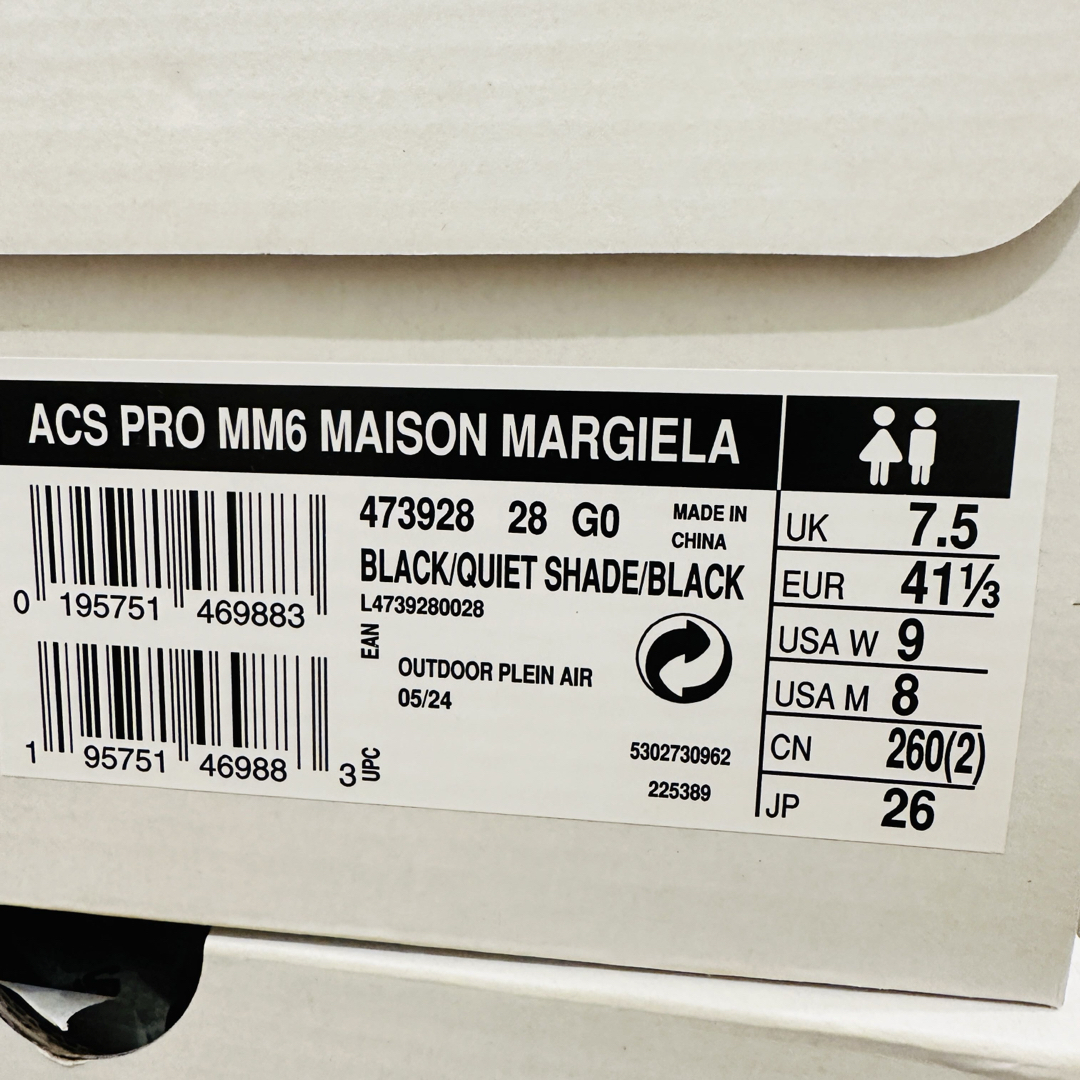 ACS PRO MM6 MAISON MARGIELA
0 195751 469883
EAN
473928 28 G0
MADE IN
CHINA
BLACK/QUIET SHADE/BLACK
L4739280028
OUTDOOR PLEIN AIR
05/24
1 95751 46988 3
UPC
5302730962
225389
UK 7.5
EUR 41⅓
USA W 9
USA M 8
CN 260(2)
JP 26